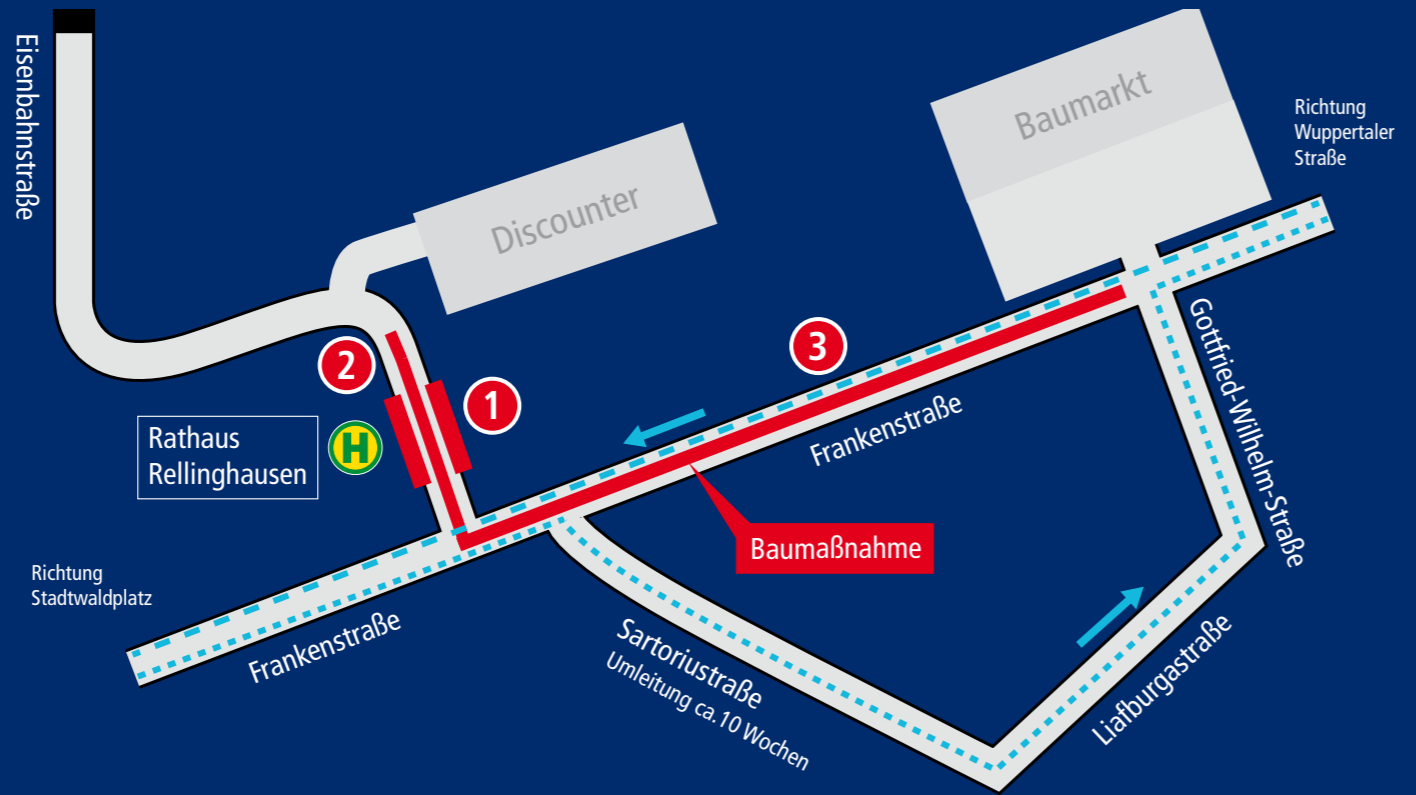 Eisenbahnstraße
Baumarkt
Richtung
Wuppertaler
Straße
Discounter
3
2
1
H
Rathaus
Rellinghausen
Frankenstraße
Gottfried-Wilhelm-Straße
Baumaßnahme
Richtung
Stadtwaldplatz
Frankenstraße
Sartoriustraße
Umleitung ca. 10 Wochen
Liafburgastraße